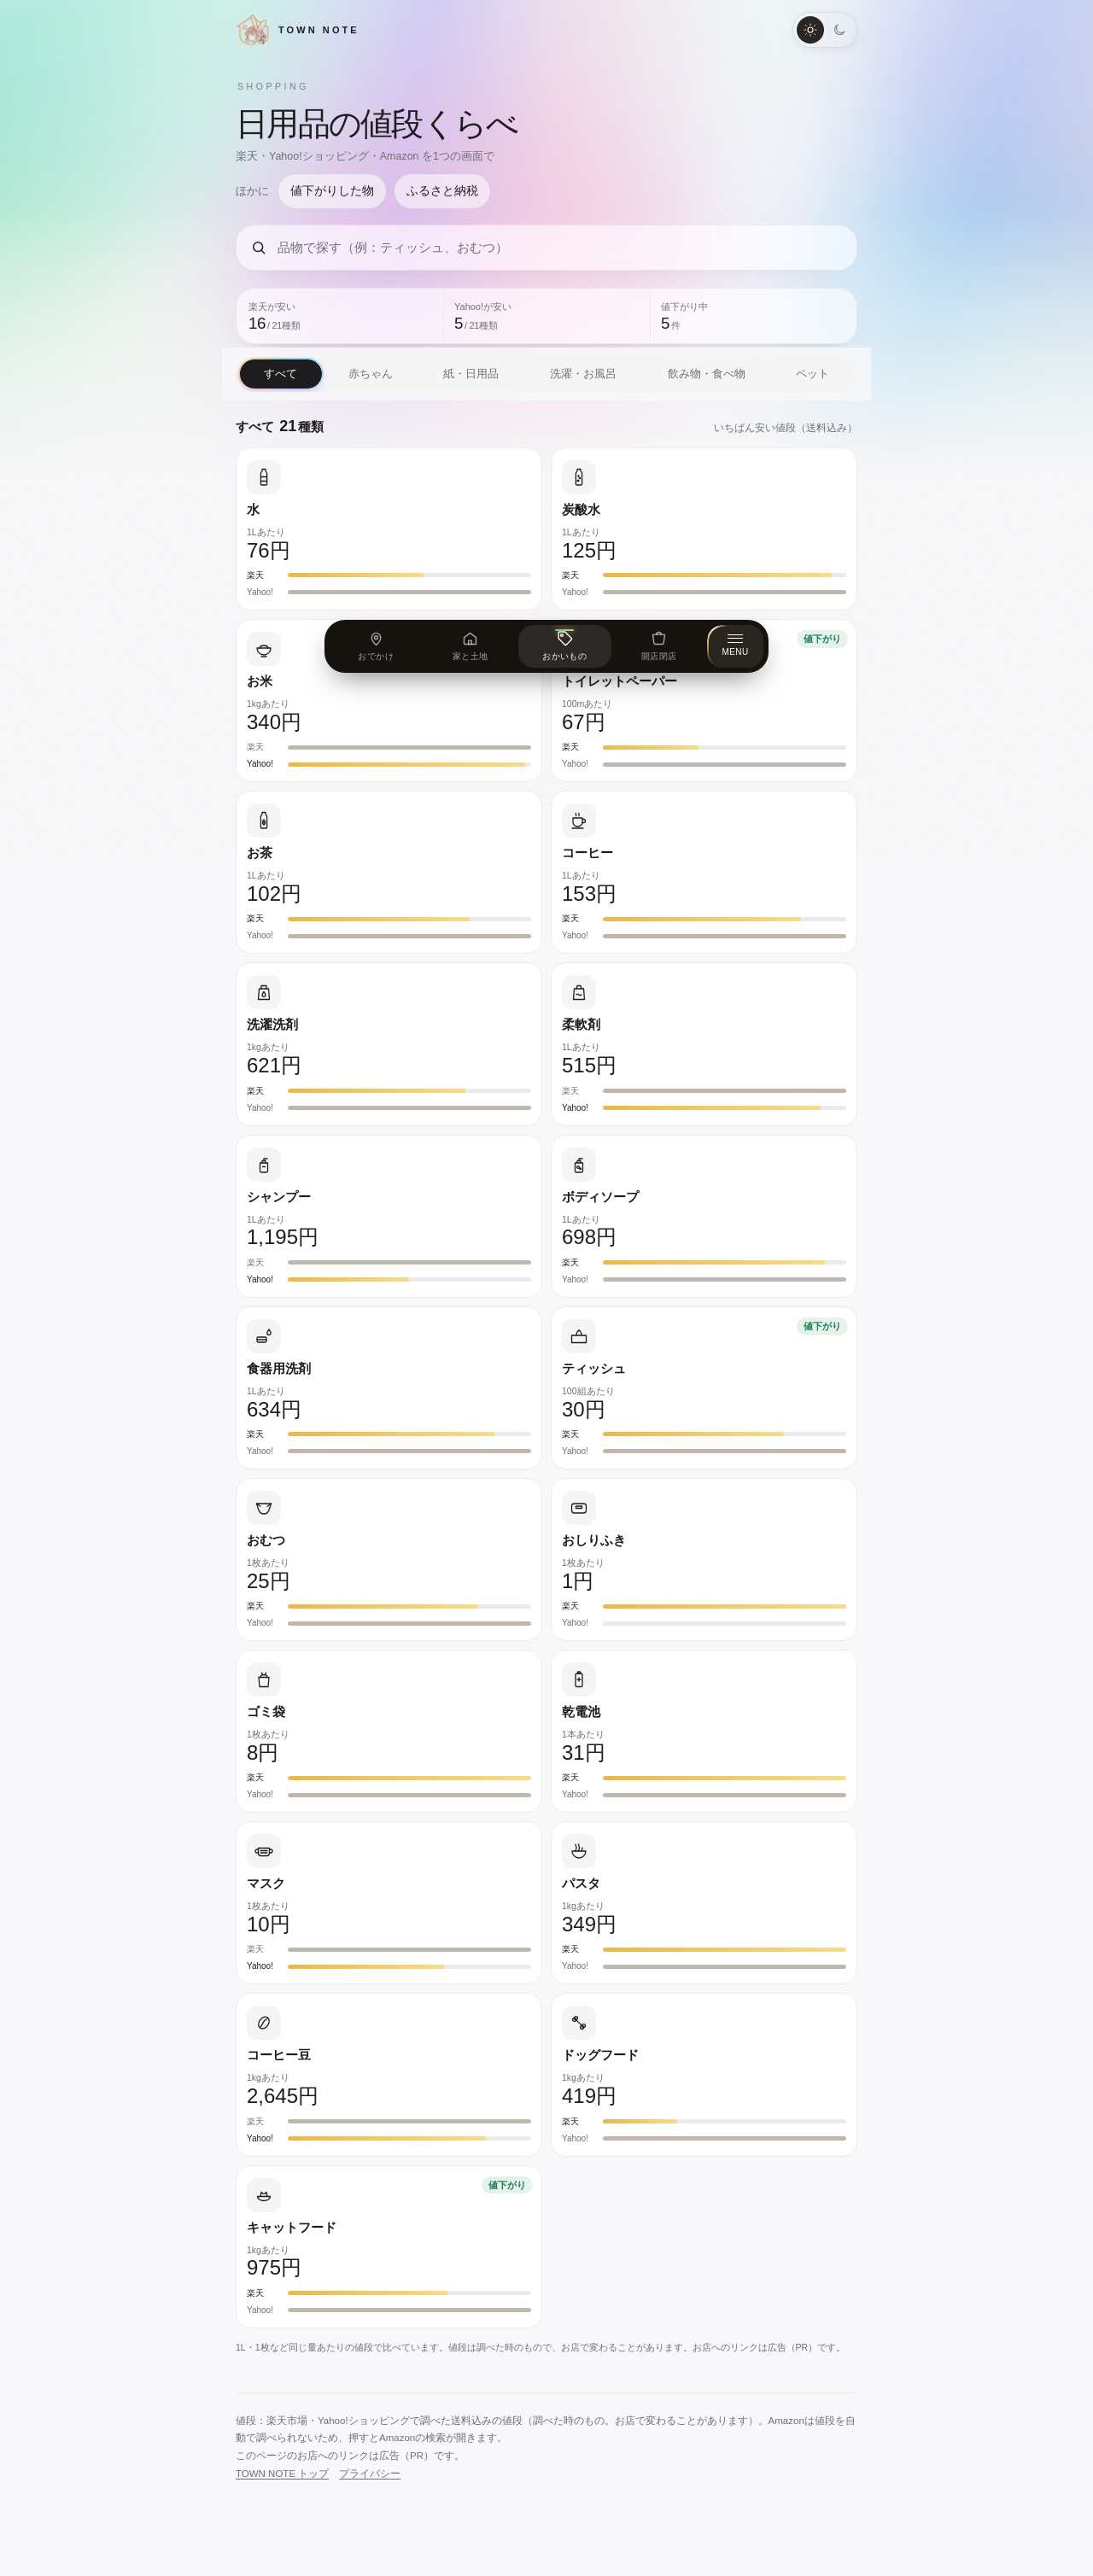 TOWN NOTE
SHOPPING
日用品の値段くらべ
楽天・Yahoo!ショッピング・Amazon を1つの画面で
ほかに 値下がりした物 ふるさと納税
品物で探す（例：ティッシュ、おむつ）
楽天が安い Yahoo!が安い 値下がり中
16 / 21種類 5 / 21種類 5 件
すべて 赤ちゃん 紙・日用品 洗濯・お風呂 飲み物・食べ物 ペット
すべて 21種類 いちばん安い値段（送料込み）
水
1Lあたり
76円
楽天
Yahoo!
炭酸水
1Lあたり
125円
楽天
Yahoo!
おでかけ 家と土地 おかいもの 開店閉店 MENU
お米
1kgあたり
340円
楽天
Yahoo!
値下がり
トイレットペーパー
100mあたり
67円
楽天
Yahoo!
お茶
1Lあたり
102円
楽天
Yahoo!
コーヒー
1Lあたり
153円
楽天
Yahoo!
洗濯洗剤
1kgあたり
621円
楽天
Yahoo!
柔軟剤
1Lあたり
515円
楽天
Yahoo!
シャンプー
1Lあたり
1,195円
楽天
Yahoo!
ボディソープ
1Lあたり
698円
楽天
Yahoo!
食器用洗剤
1Lあたり
634円
楽天
Yahoo!
値下がり
ティッシュ
100組あたり
30円
楽天
Yahoo!
おむつ
1枚あたり
25円
楽天
Yahoo!
おしりふき
1枚あたり
1円
楽天
Yahoo!
ゴミ袋
1枚あたり
8円
楽天
Yahoo!
乾電池
1本あたり
31円
楽天
Yahoo!
マスク
1枚あたり
10円
楽天
Yahoo!
パスタ
1kgあたり
349円
楽天
Yahoo!
コーヒー豆
1kgあたり
2,645円
楽天
Yahoo!
ドッグフード
1kgあたり
419円
楽天
Yahoo!
値下がり
キャットフード
1kgあたり
975円
楽天
Yahoo!
1L・1枚など同じ量あたりの値段で比べています。値段は調べた時のもので、お店で変わることがあります。お店へのリンクは広告（PR）です。
値段：楽天市場・Yahoo!ショッピングで調べた送料込みの値段（調べた時のもの。お店で変わることがあります）。Amazonは値段を自
動で調べられないため、押すとAmazonの検索が開きます。
このページのお店へのリンクは広告（PR）です。
TOWN NOTE トップ プライバシー